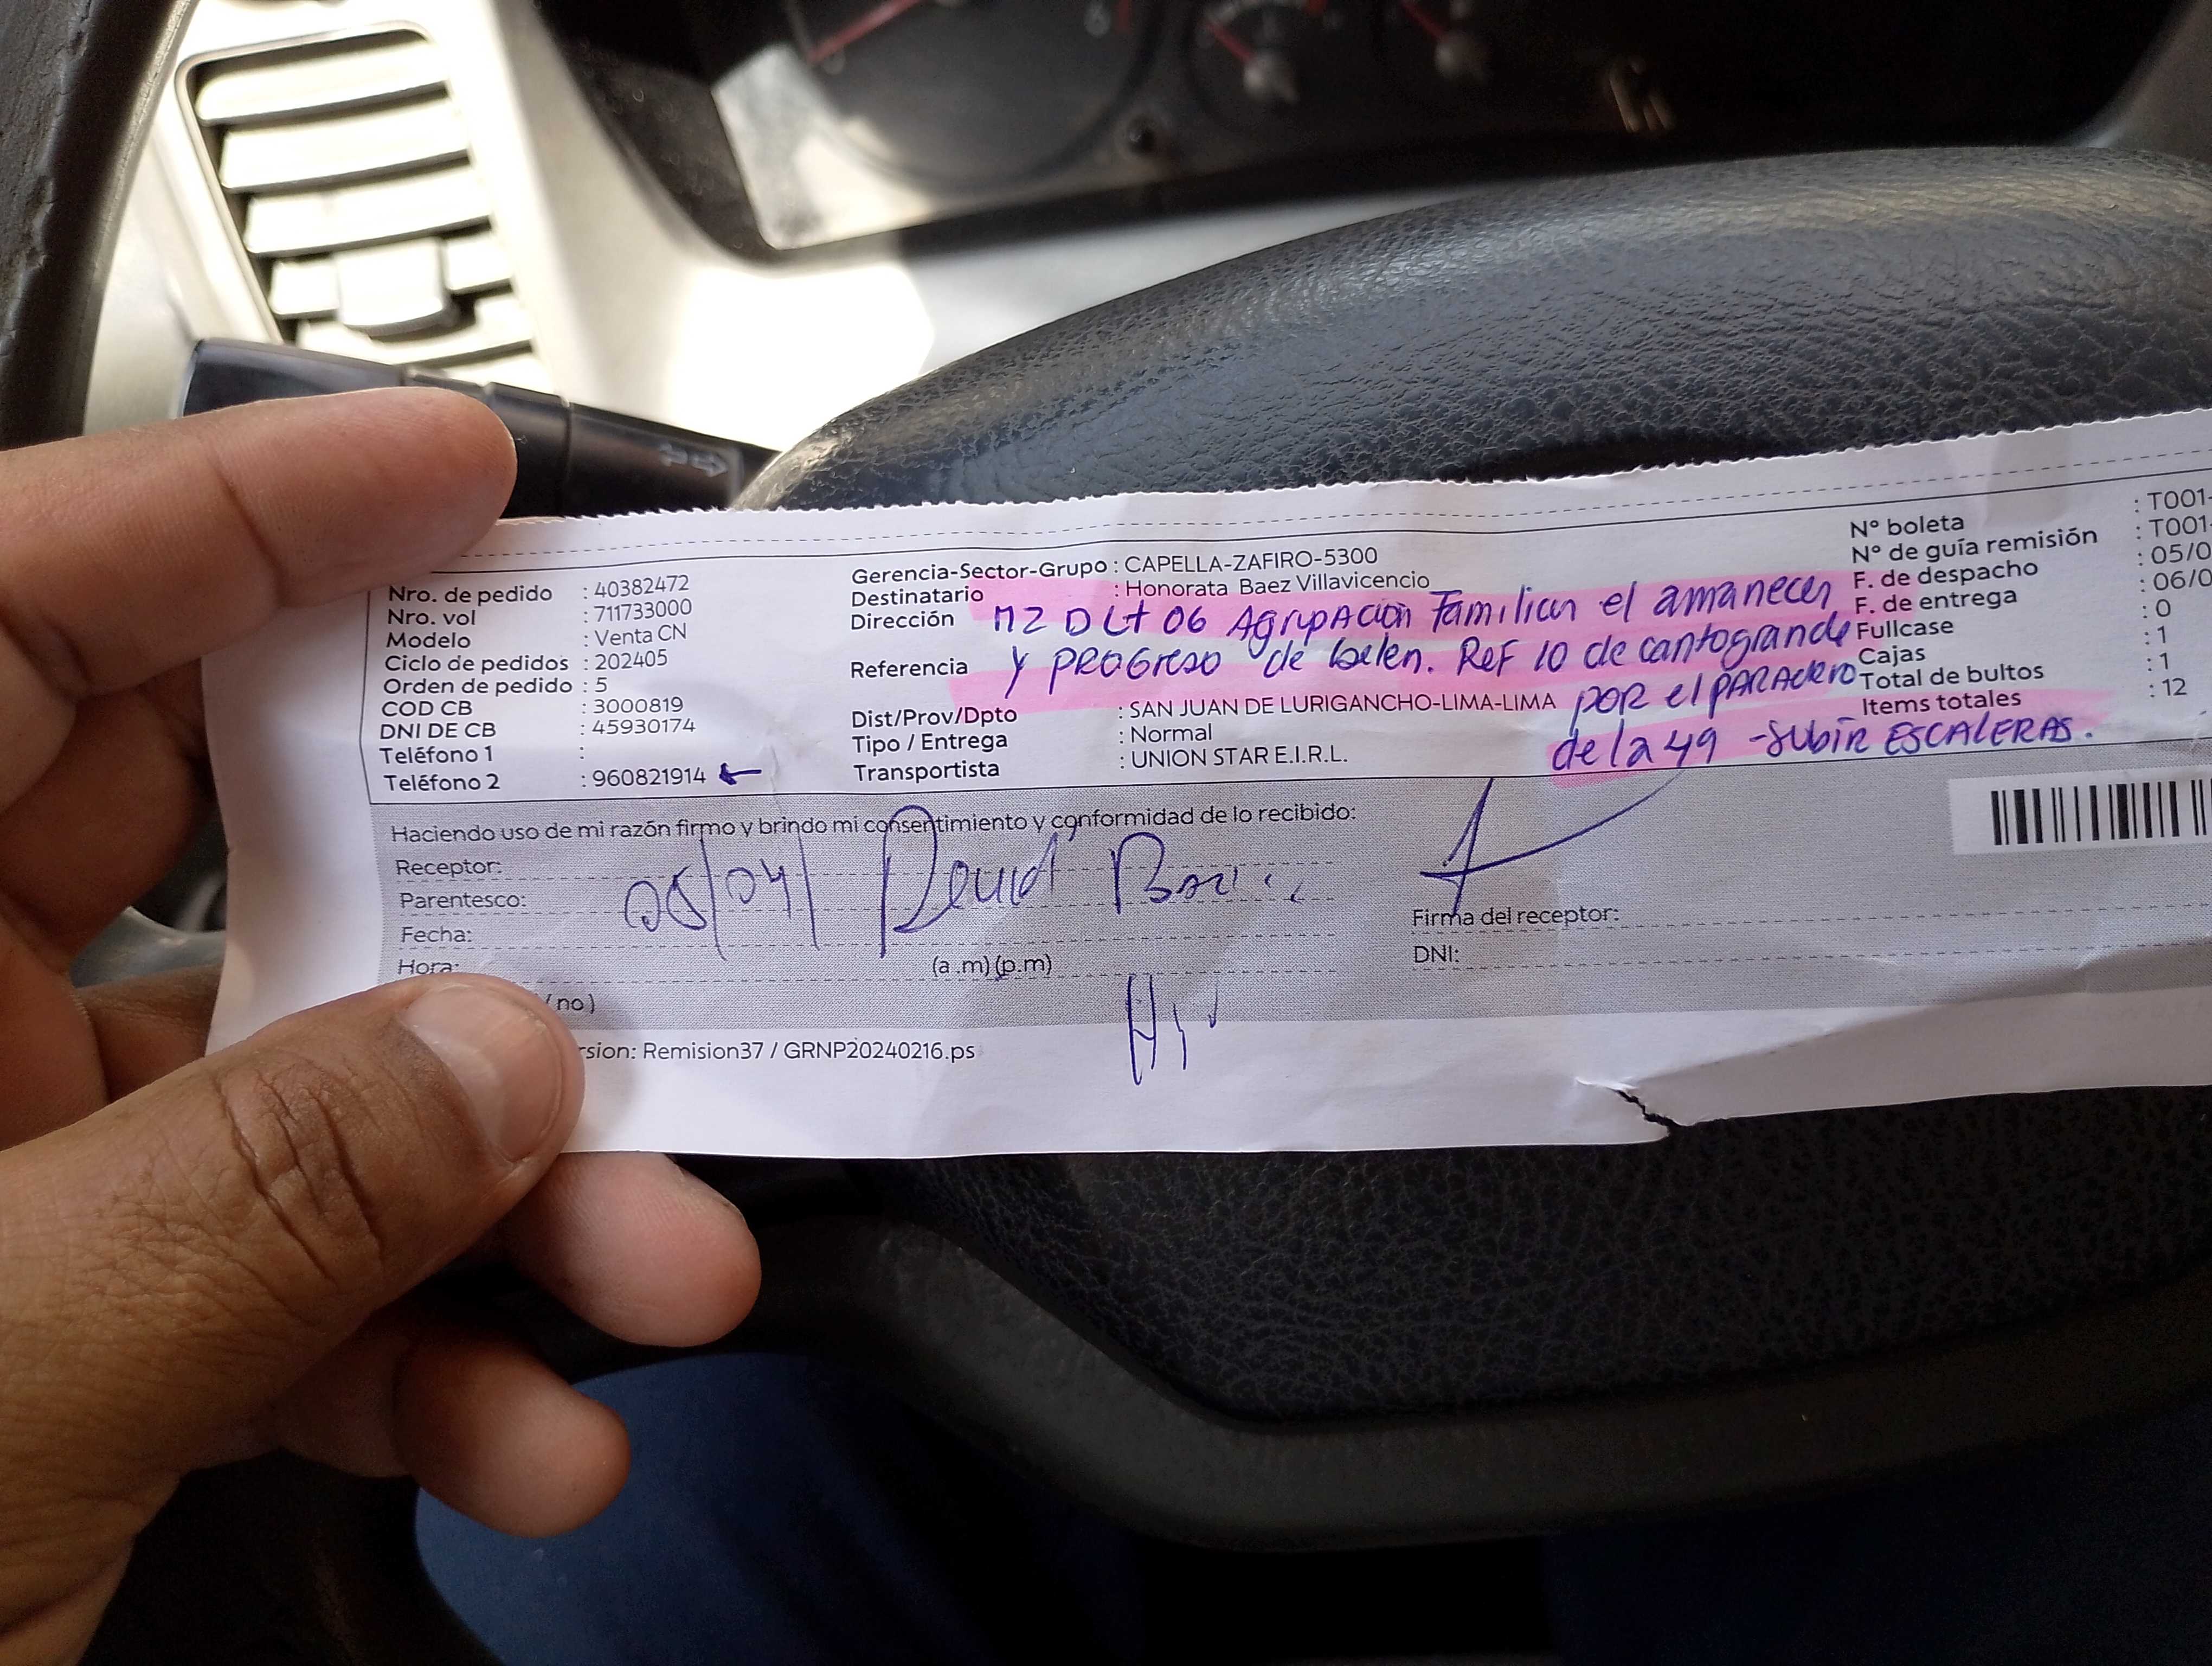 Nro. de pedido : 40382472
Nro. vol : 711733000
Modelo : Venta CN
Ciclo de pedidos : 202405
Orden de pedido : 5
COD CB : 3000819
DNI DE CB : 45930174
Teléfono 1 :
Teléfono 2 : 960821914
Gerencia-Sector-Grupo : CAPELLA-ZAFIRO-5300
Destinatario : Honorata Baez Villavicencio
Dirección MZ D Lt 06 Agrupación Familiar el amanecer
Referencia y PROGreso de belen. Ref 10 de cantogrande
por el PARAdero
de la 49 - Subir ESCALERAS.
Dist/Prov/Dpto : SAN JUAN DE LURIGANCHO-LIMA-LIMA
Tipo / Entrega : Normal
Transportista : UNION STAR E.I.R.L.
N° boleta : T001-
N° de guía remisión : T001-
F. de despacho : 05/0
F. de entrega : 06/0
Fullcase : 0
Cajas : 1
Total de bultos : 1
Items totales : 12
Haciendo uso de mi razón firmo y brindo mi consentimiento y conformidad de lo recibido:
Receptor:
Parentesco:
05/04/ David
Fecha:
Hora: (a.m)(p.m)
Firma del receptor:
DNI:
/ no )
rsion: Remision37 / GRNP20240216.ps